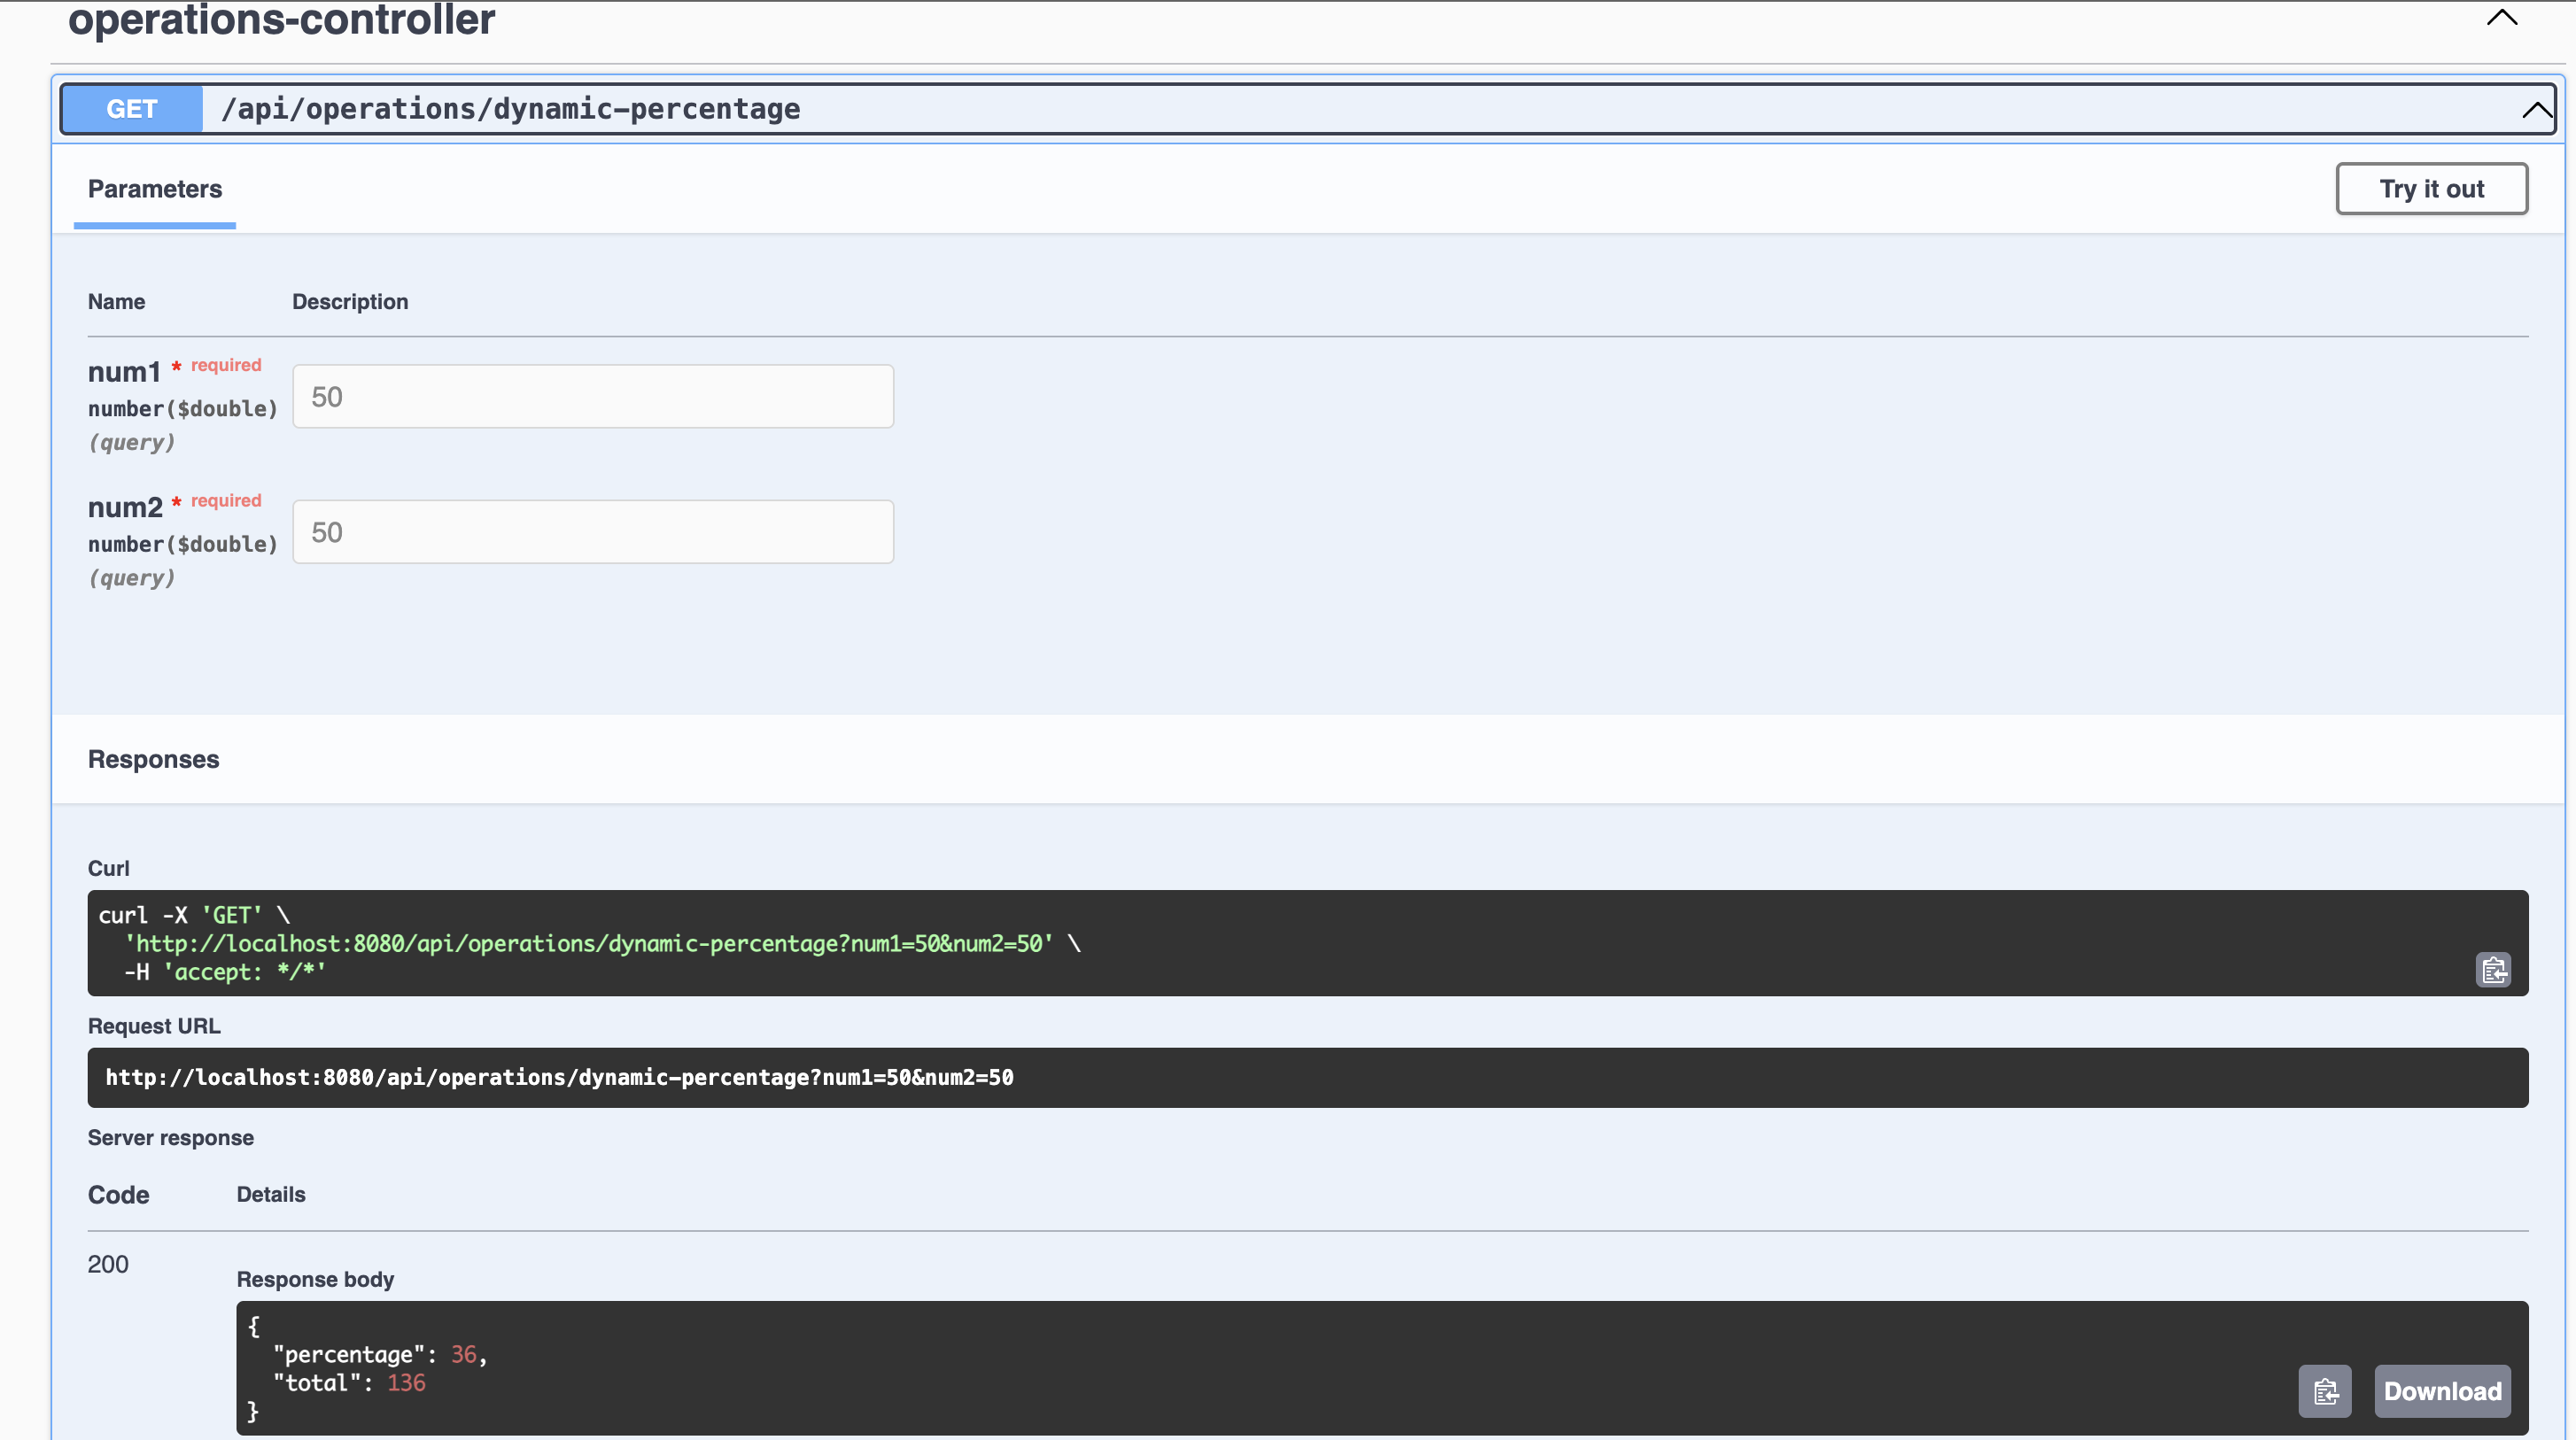 operations-controller
GET /api/operations/dynamic-percentage
Parameters
Try it out
Name Description
num1 * required
50
number($double)
(query)
num2 * required
50
number($double)
(query)
Responses
Curl
curl -X 'GET' \
  'http://localhost:8080/api/operations/dynamic-percentage?num1=50&num2=50' \
  -H 'accept: */*'
Request URL
http://localhost:8080/api/operations/dynamic-percentage?num1=50&num2=50
Server response
Code Details
200
Response body
{
  "percentage": 36,
  "total": 136
}
Download